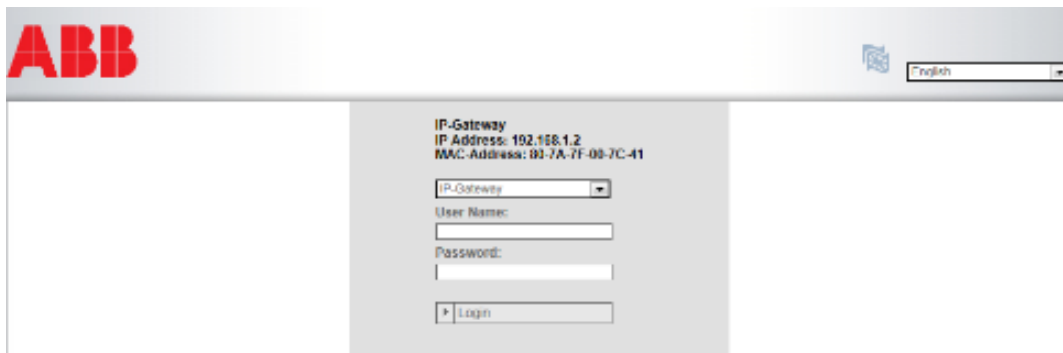 ABB
English
IP-Gateway
IP Address: 192.168.1.2
MAC-Address: 80-7A-7F-00-7C-41
IP-Gateway
User Name:
Password:
Login